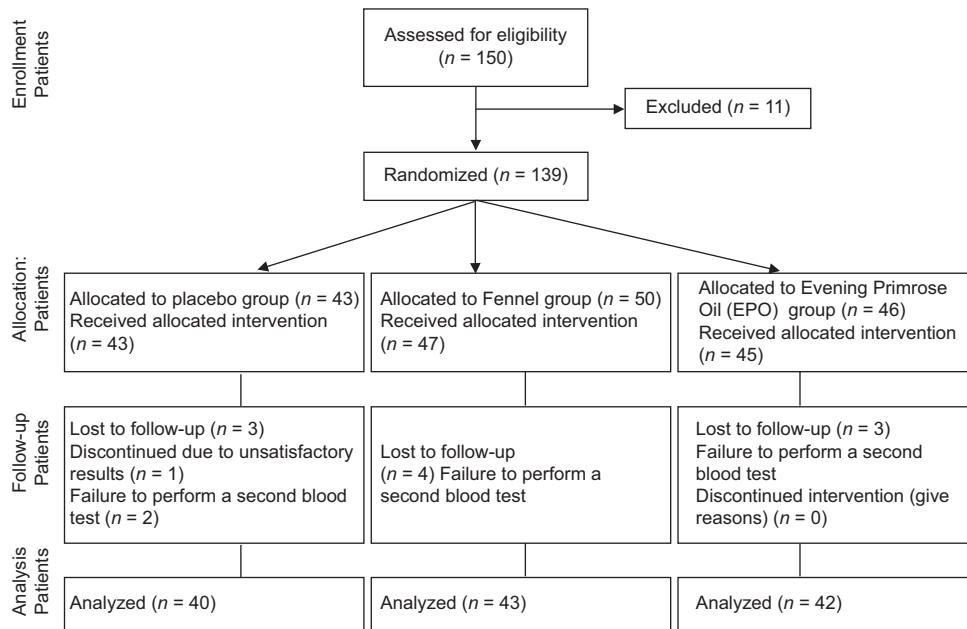 Enrollment
Patients
Assessed for eligibility
(n = 150)
Excluded (n = 11)
Randomized (n = 139)
Allocation:
Patients
Allocated to placebo group (n = 43)
Received allocated intervention
(n = 43)
Allocated to Fennel group (n = 50)
Received allocated intervention
(n = 47)
Allocated to Evening Primrose
Oil (EPO) group (n = 46)
Received allocated intervention
(n = 45)
Follow-up
Patients
Lost to follow-up (n = 3)
Discontinued due to unsatisfactory
results (n = 1)
Failure to perform a second blood
test (n = 2)
Lost to follow-up
(n = 4) Failure to perform a
second blood test
Lost to follow-up (n = 3)
Failure to perform a second
blood test
Discontinued intervention (give
reasons) (n = 0)
Analysis
Patients
Analyzed (n = 40)
Analyzed (n = 43)
Analyzed (n = 42)